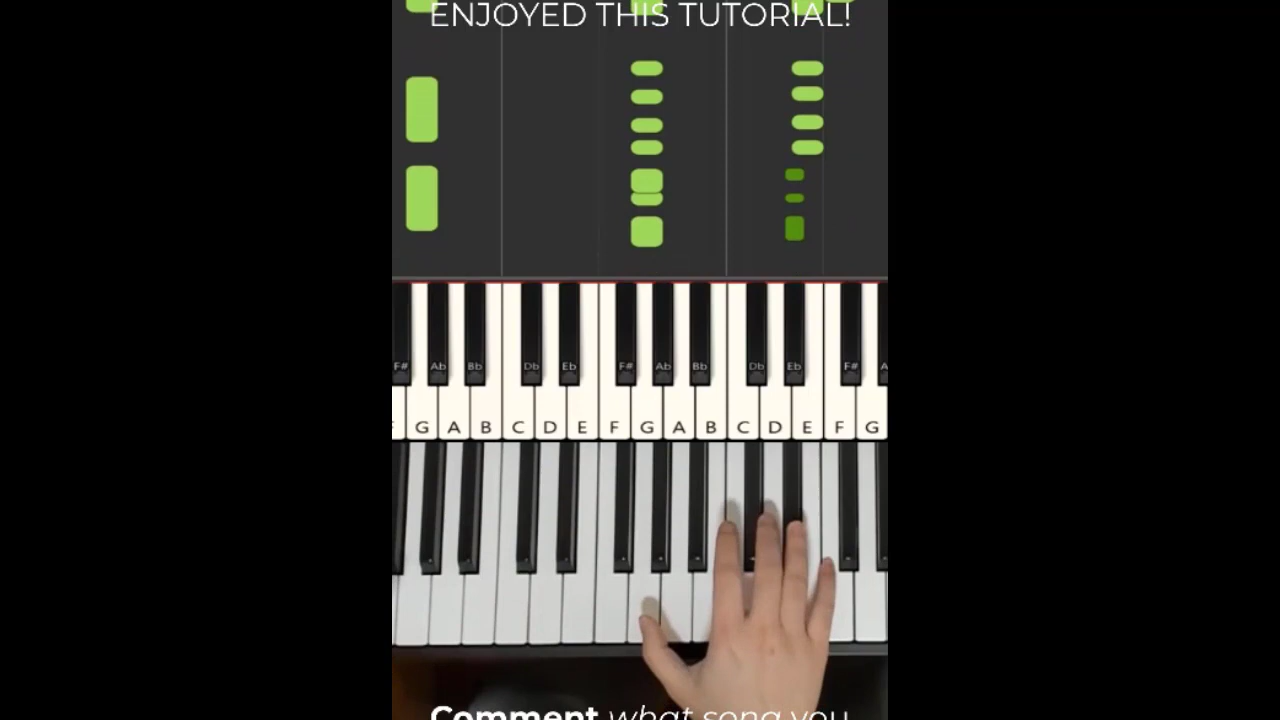 ENJOYED THIS TUTORIAL!
F# Ab Bb Db Eb F# Ab Bb Db Eb F# A
F G A B C D E F G A B C D E F G
Comment what song you